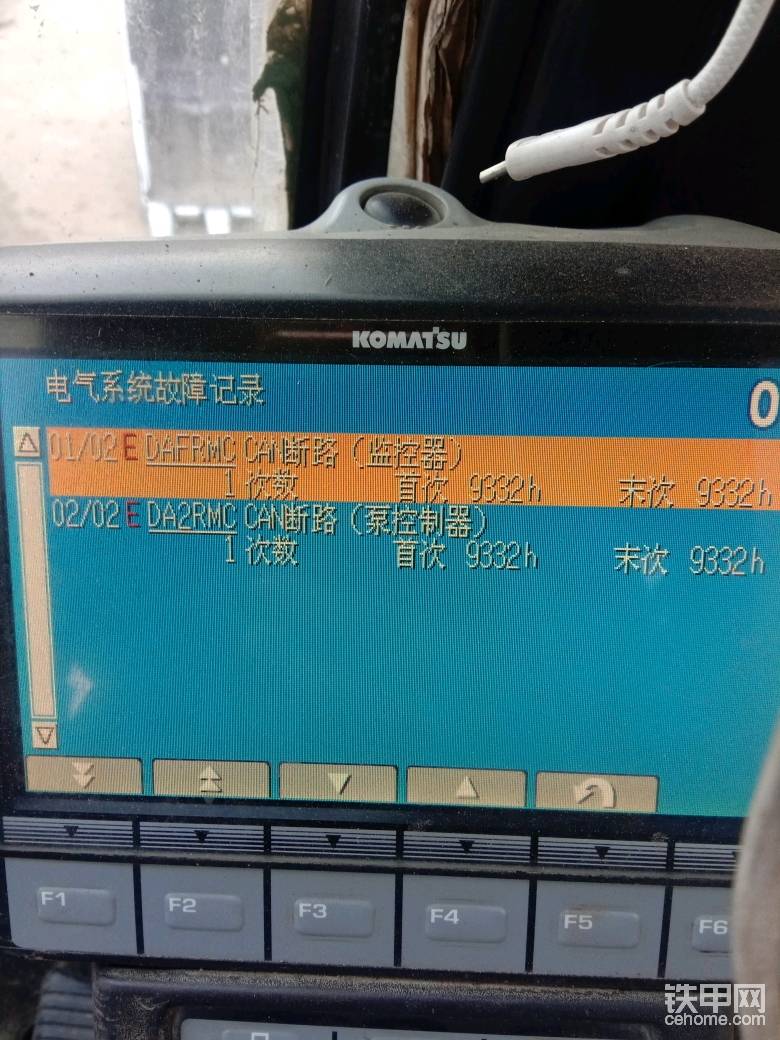 KOMATSU
电气系统故障记录
0
01/02 E DAFRMC CAN断路（监控器）
1 次数 首次 9332h 末次 9332h
02/02 E DA2RMC CAN断路（泵控制器）
1 次数 首次 9332h 末次 9332h
F1 F2 F3 F4 F5 F6
铁甲网
cehome.com